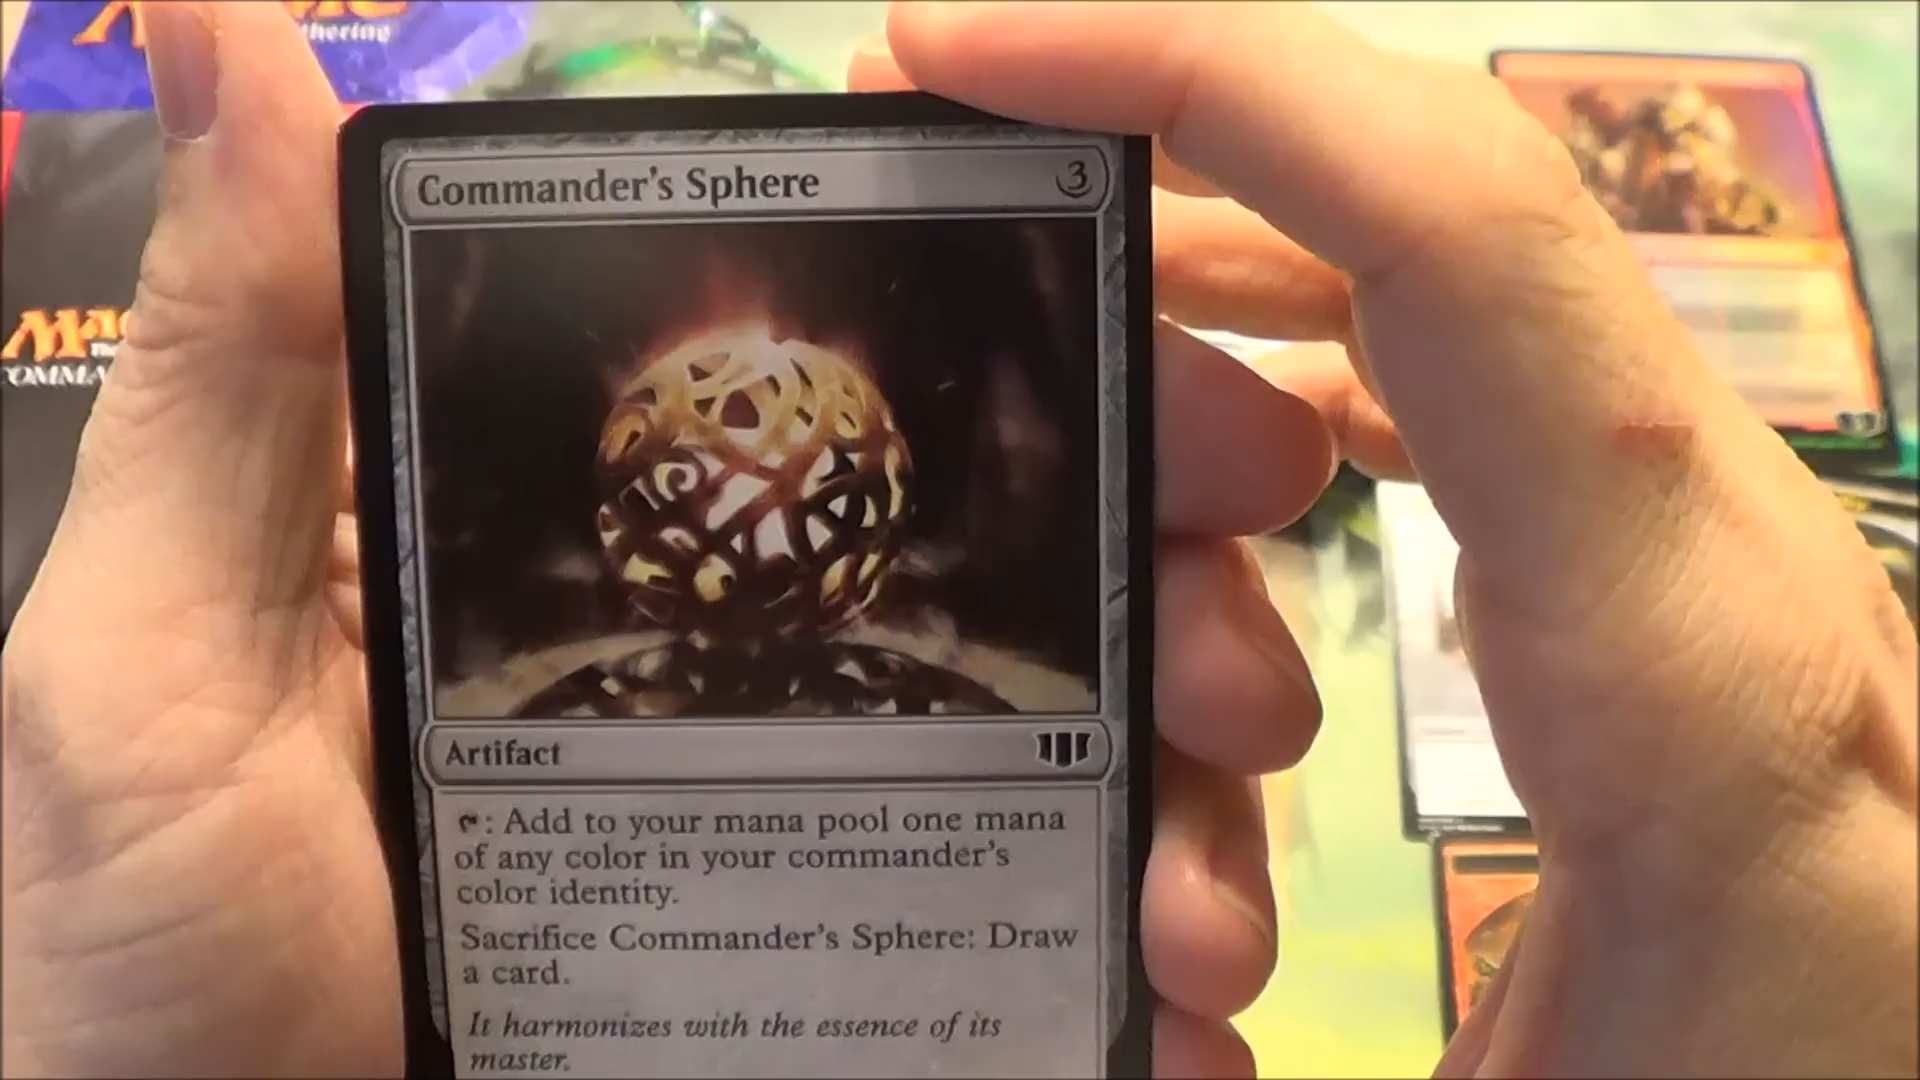 thering
Commander's Sphere
3
Artifact
: Add to your mana pool one mana
of any color in your commander's
color identity.
Sacrifice Commander's Sphere: Draw
a card.
It harmonizes with the essence of its
master.